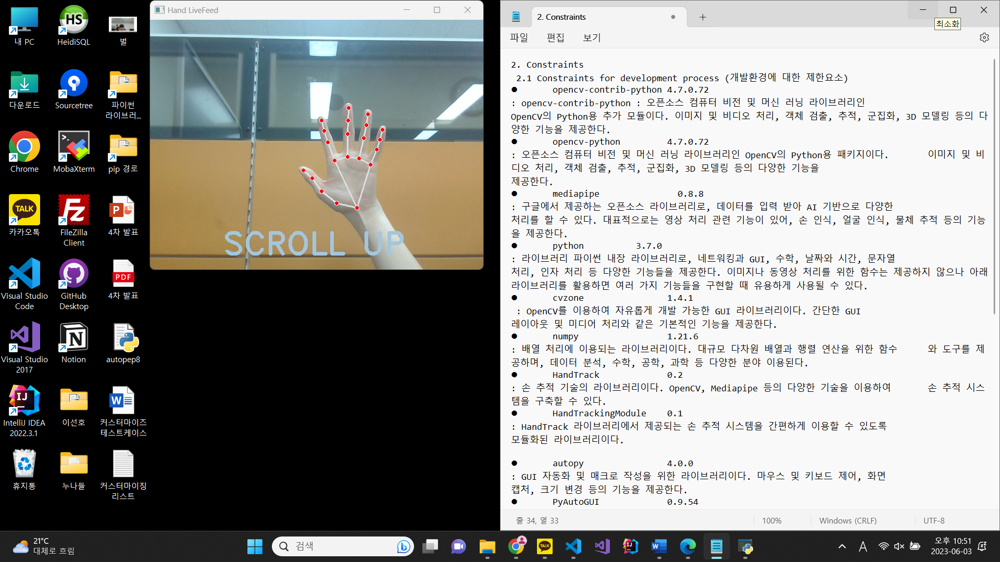 내 PC
HeidiSQL
벌
다운로드
Sourcetree
파이썬
라이브러...
Chrome
MobaXterm
pip 경로
TALK
카카오톡
FileZilla
Client
4차 발표
Visual Studio
Code
GitHub
Desktop
PDF
4차 발표
Visual Studio
2017
Notion
autopep8
IntelliJ IDEA
2022.3.1
이선호
커스터마이즈
테스트케이스
휴지통
누나들
커스터마이징
리스트
Hand LiveFeed
SCROLL UP
2. Constraints
최소화
파일 편집 보기
2. Constraints
2.1 Constraints for development process (개발환경에 대한 제한요소)
● opencv-contrib-python 4.7.0.72
: opencv-contrib-python : 오픈소스 컴퓨터 비전 및 머신 러닝 라이브러리인
OpenCV의 Python용 추가 모듈이다. 이미지 및 비디오 처리, 객체 검출, 추적, 군집화, 3D 모델링 등의 다
양한 기능을 제공한다.
● opencv-python 4.7.0.72
: 오픈소스 컴퓨터 비전 및 머신 러닝 라이브러리인 OpenCV의 Python용 패키지이다. 이미지 및 비
디오 처리, 객체 검출, 추적, 군집화, 3D 모델링 등의 다양한 기능을
제공한다.
● mediapipe 0.8.8
: 구글에서 제공하는 오픈소스 라이브러리로, 데이터를 입력 받아 AI 기반으로 다양한
처리를 할 수 있다. 대표적으로는 영상 처리 관련 기능이 있어, 손 인식, 얼굴 인식, 물체 추적 등의 기능
을 제공한다.
● python 3.7.0
: 라이브러리 파이썬 내장 라이브러리로, 네트워킹과 GUI, 수학, 날짜와 시간, 문자열
처리, 인자 처리 등 다양한 기능들을 제공한다. 이미지나 동영상 처리를 위한 함수는 제공하지 않으나 아래
라이브러리를 활용하면 여러 가지 기능들을 구현할 때 유용하게 사용될 수 있다.
● cvzone 1.4.1
: OpenCV를 이용하여 자유롭게 개발 가능한 GUI 라이브러리이다. 간단한 GUI
레이아웃 및 미디어 처리와 같은 기본적인 기능을 제공한다.
● numpy 1.21.6
: 배열 처리에 이용되는 라이브러리이다. 대규모 다차원 배열과 행렬 연산을 위한 함수 와 도구를 제
공하며, 데이터 분석, 수학, 공학, 과학 등 다양한 분야 이용된다.
● HandTrack 0.2
: 손 추적 기술의 라이브러리이다. OpenCV, Mediapipe 등의 다양한 기술을 이용하여 손 추적 시스
템을 구축할 수 있다.
● HandTrackingModule 0.1
: HandTrack 라이브러리에서 제공되는 손 추적 시스템을 간편하게 이용할 수 있도록
모듈화된 라이브러리이다.
● autopy 4.0.0
: GUI 자동화 및 매크로 작성을 위한 라이브러리이다. 마우스 및 키보드 제어, 화면
캡처, 크기 변경 등의 기능을 제공한다.
● PyAutoGUI 0.9.54
줄 34, 열 33 100% Windows (CRLF) UTF-8
21°C
대체로 흐림
검색
TALK
A
오후 10:51
2023-06-03